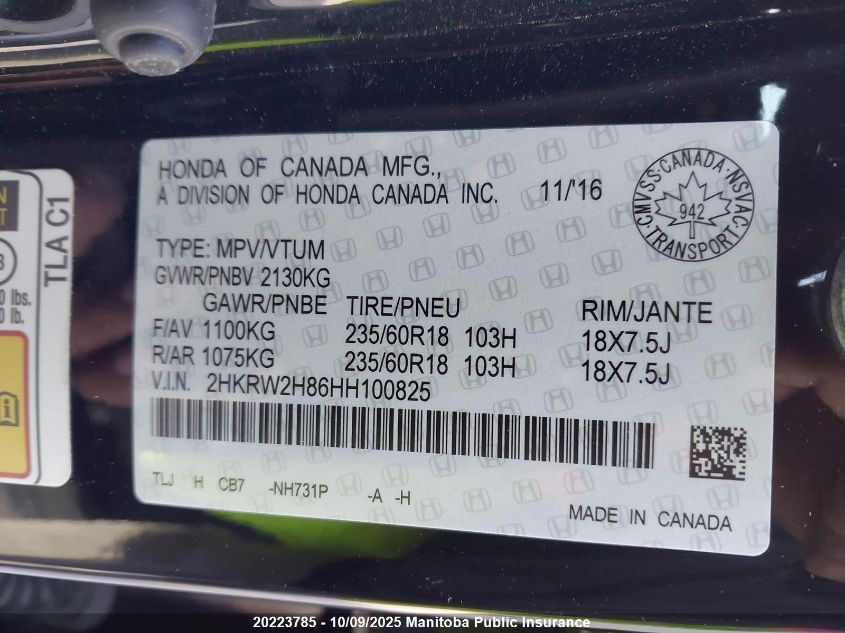 HONDA OF CANADA MFG.,
A DIVISION OF HONDA CANADA INC. 11/'16
CMVSS·CANADA·NSVAC·TRANSPORT
942
TYPE: MPV/VTUM
GVWR/PNBV 2130KG
GAWR/PNBE TIRE/PNEU RIM/JANTE
F/AV 1100KG 235/60R18 103H 18X7.5J
R/AR 1075KG 235/60R18 103H 18X7.5J
V.I.N. 2HKRW2H86HH100825
TLJ H CB7 -NH731P -A -H
MADE IN CANADA
TLA C1
lbs.
lb.
20223785 - 10/09/2025 Manitoba Public Insurance